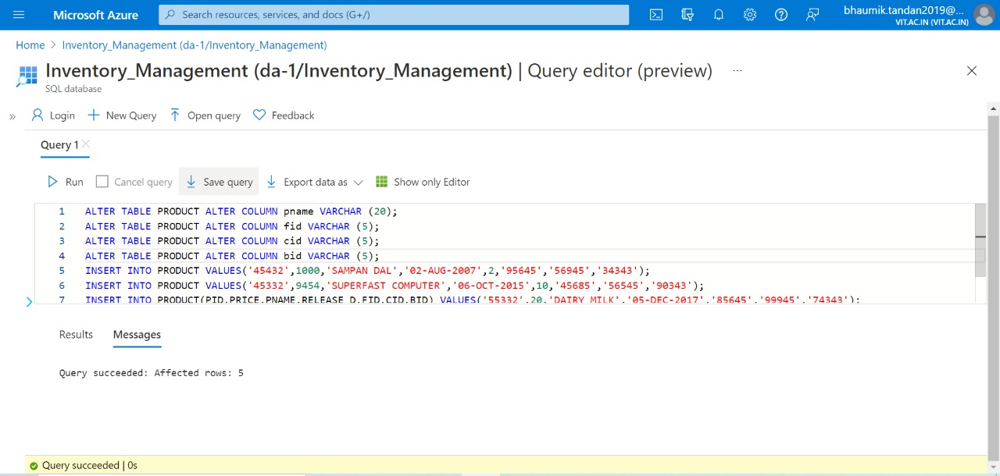 Microsoft Azure
Search resources, services, and docs (G+/)
bhaumik.tandan2019@...
VIT.AC.IN (VIT.AC.IN)
Home > Inventory_Management (da-1/Inventory_Management)
Inventory_Management (da-1/Inventory_Management) | Query editor (preview) ...
SQL database
» Login New Query Open query Feedback
Query 1
Run Cancel query Save query Export data as Show only Editor
1 ALTER TABLE PRODUCT ALTER COLUMN pname VARCHAR (20);
2 ALTER TABLE PRODUCT ALTER COLUMN fid VARCHAR (5);
3 ALTER TABLE PRODUCT ALTER COLUMN cid VARCHAR (5);
4 ALTER TABLE PRODUCT ALTER COLUMN bid VARCHAR (5);
5 INSERT INTO PRODUCT VALUES('45432',1000,'SAMPAN DAL','02-AUG-2007',2,'95645','56945','34343');
6 INSERT INTO PRODUCT VALUES('45332',9454,'SUPERFAST COMPUTER','06-OCT-2015',10,'45685','56545','90343');
7 INSERT INTO PRODUCT(PID,PRICE,PNAME,RELEASE_D,FID,CID,BID) VALUES('55332',20,'DAIRY MILK','05-DEC-2017','85645','99945','74343');
Results Messages
Query succeeded: Affected rows: 5
Query succeeded | 0s